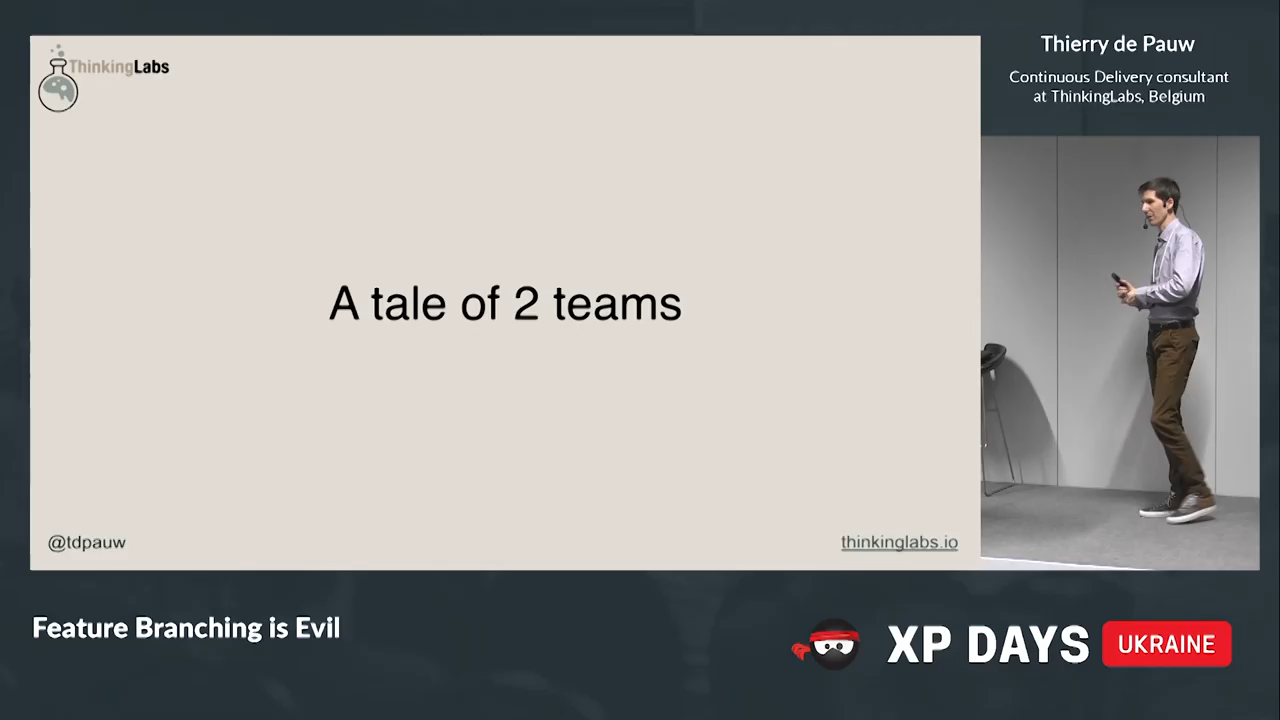 ThinkingLabs
A tale of 2 teams
@tdpauw
thinkinglabs.io
Thierry de Pauw
Continuous Delivery consultant
at ThinkingLabs, Belgium
Feature Branching is Evil
XP DAYS UKRAINE